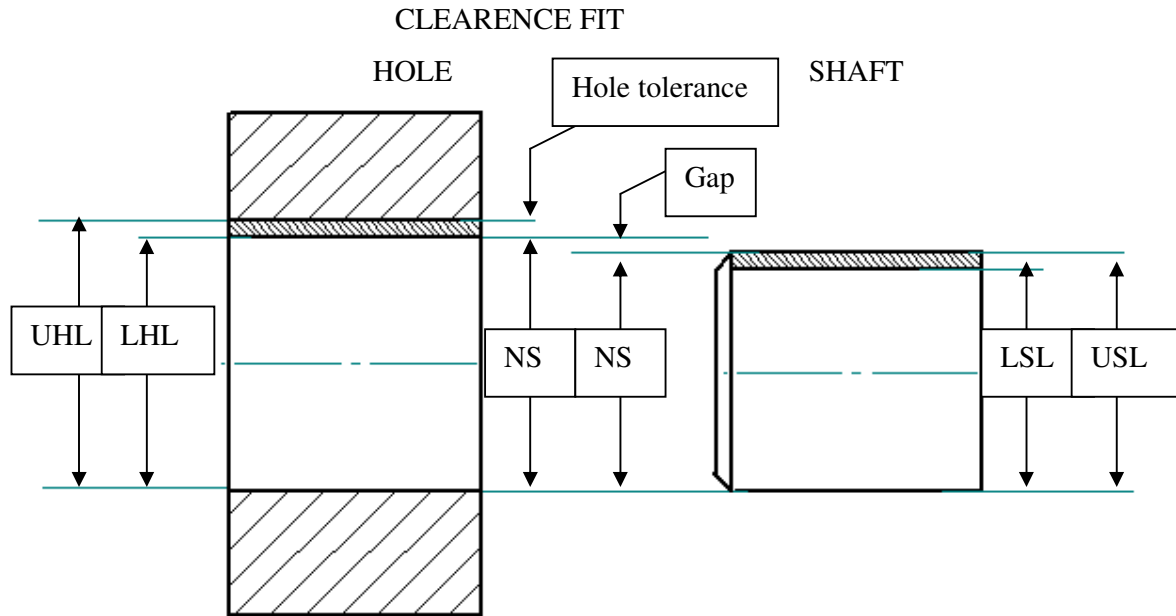 CLEARENCE FIT
HOLE
SHAFT
Hole tolerance
Gap
UHL
LHL
NS
NS
LSL
USL